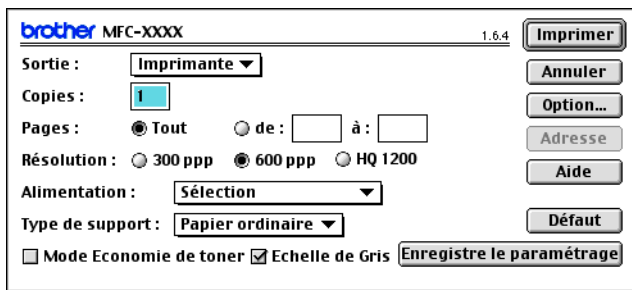 brother MFC-XXXX 1.6.4 Imprimer
Sortie : Imprimante
Annuler
Copies : 1
Option...
Pages : Tout de : à :
Adresse
Résolution : 300 ppp 600 ppp HQ 1200
Aide
Alimentation : Sélection
Type de support : Papier ordinaire
Défaut
Mode Economie de toner Echelle de Gris Enregistre le paramétrage